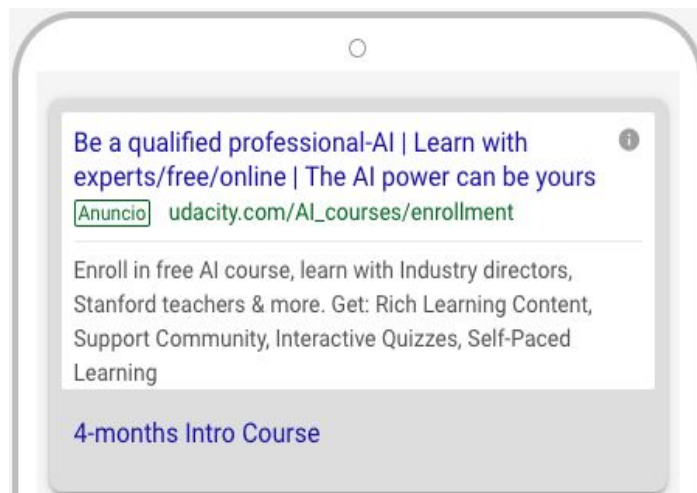 Be a qualified professional-AI | Learn with
experts/free/online | The AI power can be yours
Anuncio udacity.com/AI_courses/enrollment
Enroll in free AI course, learn with Industry directors,
Stanford teachers & more. Get: Rich Learning Content,
Support Community, Interactive Quizzes, Self-Paced
Learning
4-months Intro Course